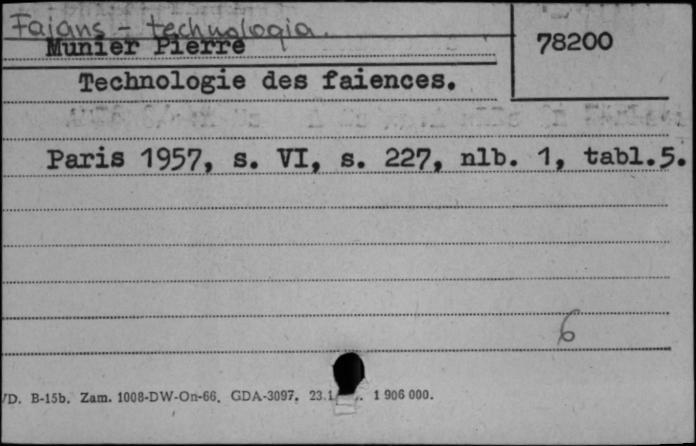 Fajans - technologia.
Munier Pierre
78200
Technologie des faiences.
Paris 1957, s. VI, s. 227, nlb. 1, tabl.5.
6
D. B-15b. Zam. 1008-DW-On-66. GDA-3097. 23.1 1 906 000.